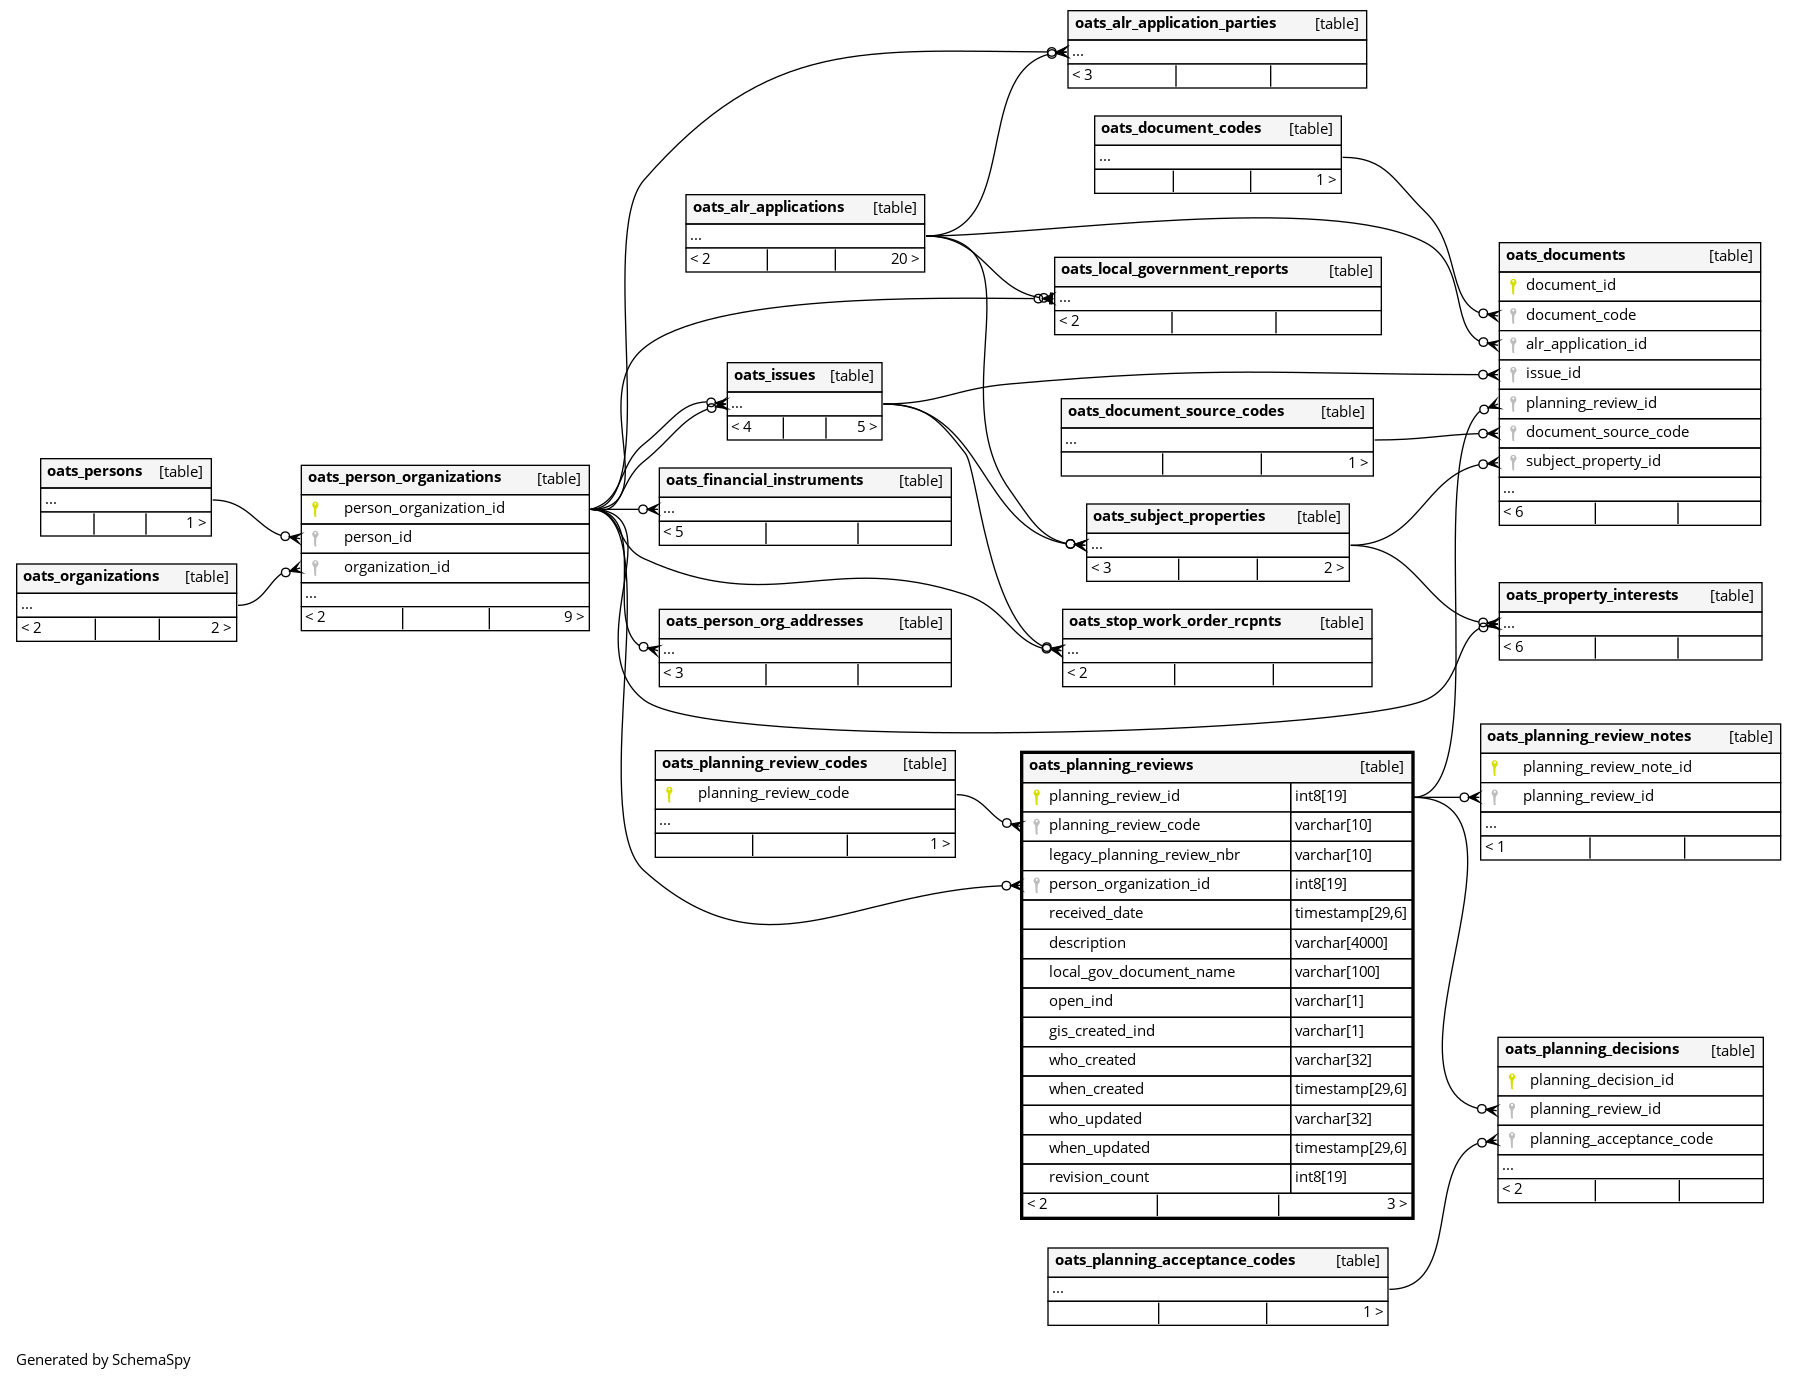 oats_alr_application_parties [table]
...
< 3
oats_document_codes [table]
...
1 >
oats_alr_applications [table]
...
< 2 20 >
oats_local_government_reports [table]
...
< 2
oats_documents [table]
document_id
document_code
alr_application_id
issue_id
planning_review_id
document_source_code
subject_property_id
...
< 6
oats_issues [table]
...
< 4 5 >
oats_document_source_codes [table]
...
1 >
oats_persons [table]
...
1 >
oats_organizations [table]
...
< 2 2 >
oats_person_organizations [table]
person_organization_id
person_id
organization_id
...
< 2 9 >
oats_financial_instruments [table]
...
< 5
oats_subject_properties [table]
...
< 3 2 >
oats_person_org_addresses [table]
...
< 3
oats_stop_work_order_rcpnts [table]
...
< 2
oats_property_interests [table]
...
< 6
oats_planning_review_codes [table]
planning_review_code
...
1 >
oats_planning_reviews [table]
planning_review_id int8[19]
planning_review_code varchar[10]
legacy_planning_review_nbr varchar[10]
person_organization_id int8[19]
received_date timestamp[29,6]
description varchar[4000]
local_gov_document_name varchar[100]
open_ind varchar[1]
gis_created_ind varchar[1]
who_created varchar[32]
when_created timestamp[29,6]
who_updated varchar[32]
when_updated timestamp[29,6]
revision_count int8[19]
< 2 3 >
oats_planning_review_notes [table]
planning_review_note_id
planning_review_id
...
< 1
oats_planning_decisions [table]
planning_decision_id
planning_review_id
planning_acceptance_code
...
< 2
oats_planning_acceptance_codes [table]
...
1 >
Generated by SchemaSpy